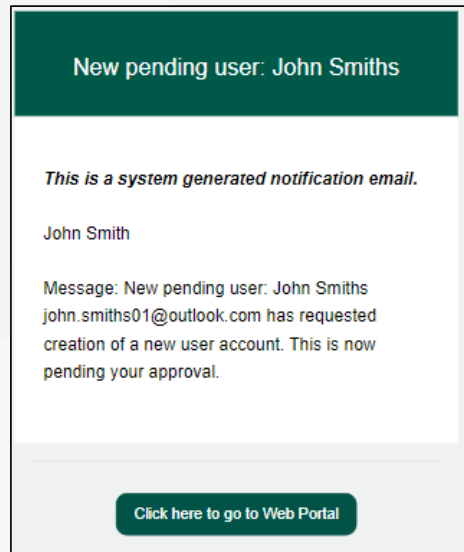 New pending user: John Smiths
This is a system generated notification email.
John Smith
Message: New pending user: John Smiths
john.smiths01@outlook.com has requested
creation of a new user account. This is now
pending your approval.
Click here to go to Web Portal